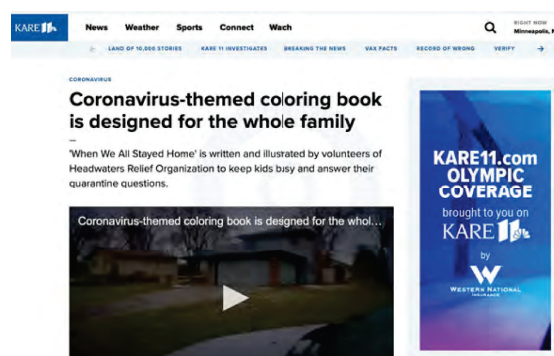 KARE 11
News Weather Sports Connect Wach
RIGHT NOW
Minneapolis,
LAND OF 10,000 STORIES KARE 11 INVESTIGATES BREAKING THE NEWS VAX FACTS RECORD OF WRONG VERIFY
CORONAVIRUS
Coronavirus-themed coloring book
is designed for the whole family
'When We All Stayed Home' is written and illustrated by volunteers of
Headwaters Relief Organization to keep kids busy and answer their
quarantine questions.
Coronavirus-themed coloring book is designed for the whol...
KARE11.com
OLYMPIC
COVERAGE
brought to you on
KARE 11
by
W
WESTERN NATIONAL
INSURANCE